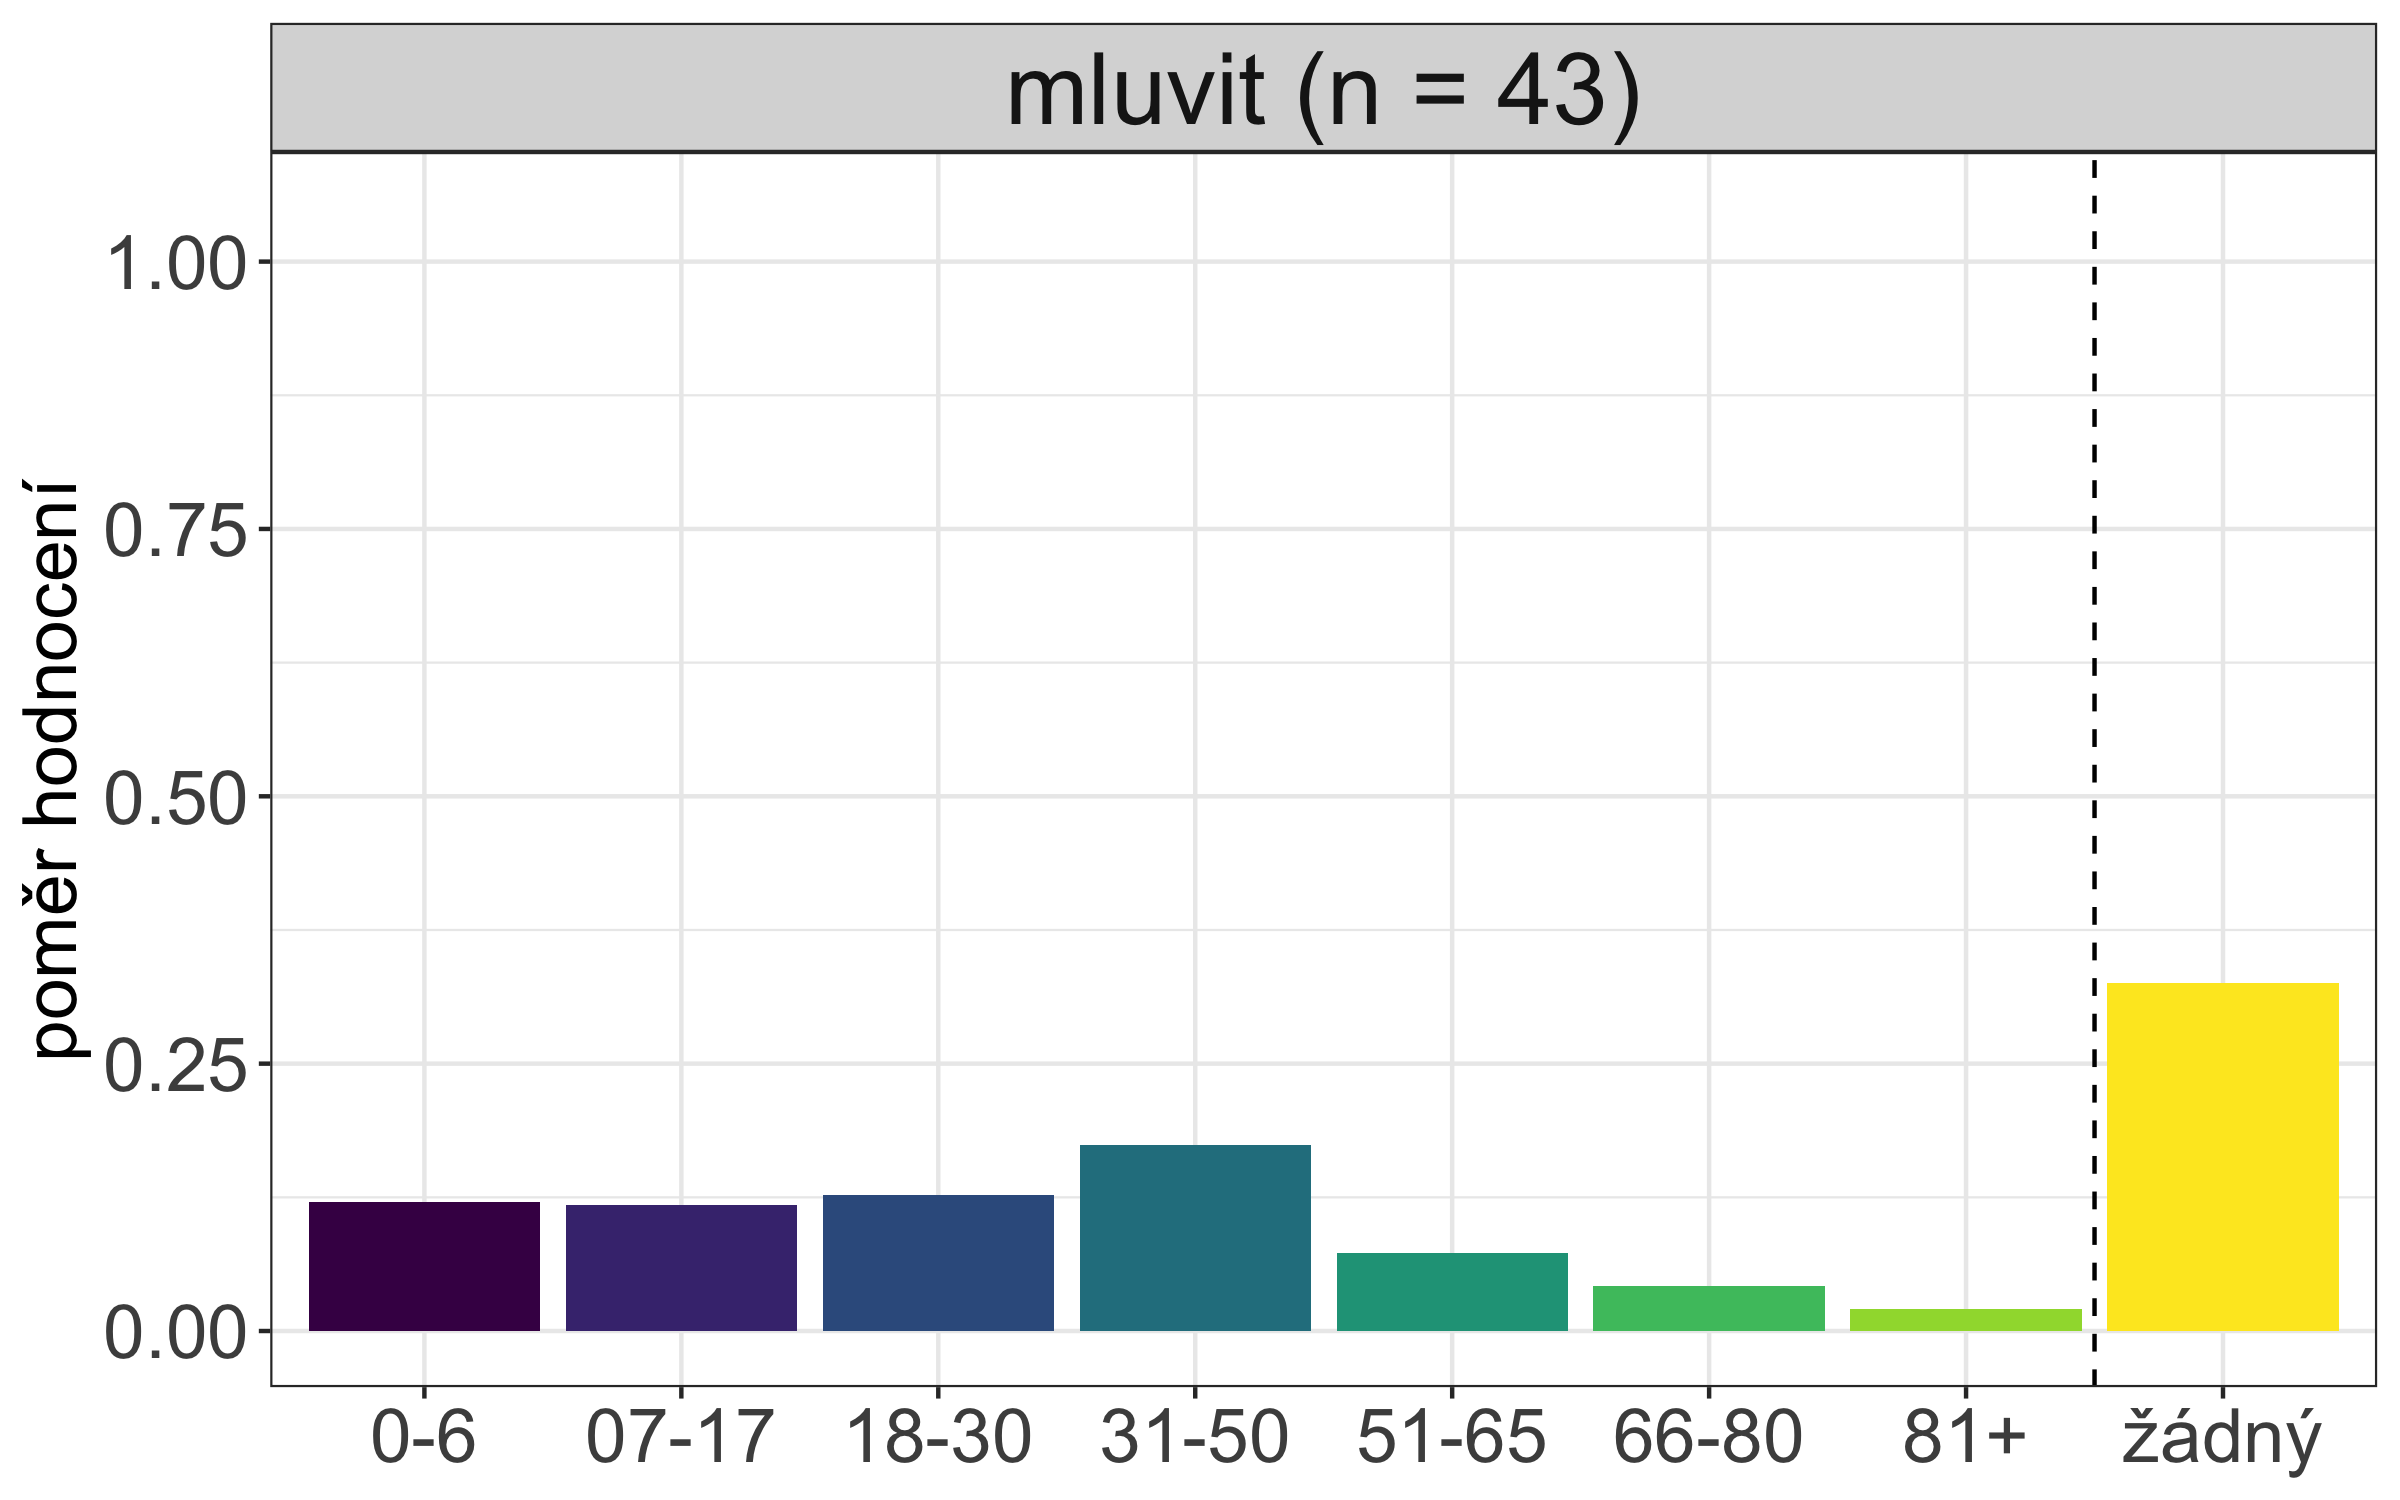 mluvit (n = 43)
poměr hodnocení
1.00
0.75
0.50
0.25
0.00
0-6 07-17 18-30 31-50 51-65 66-80 81+ žádný